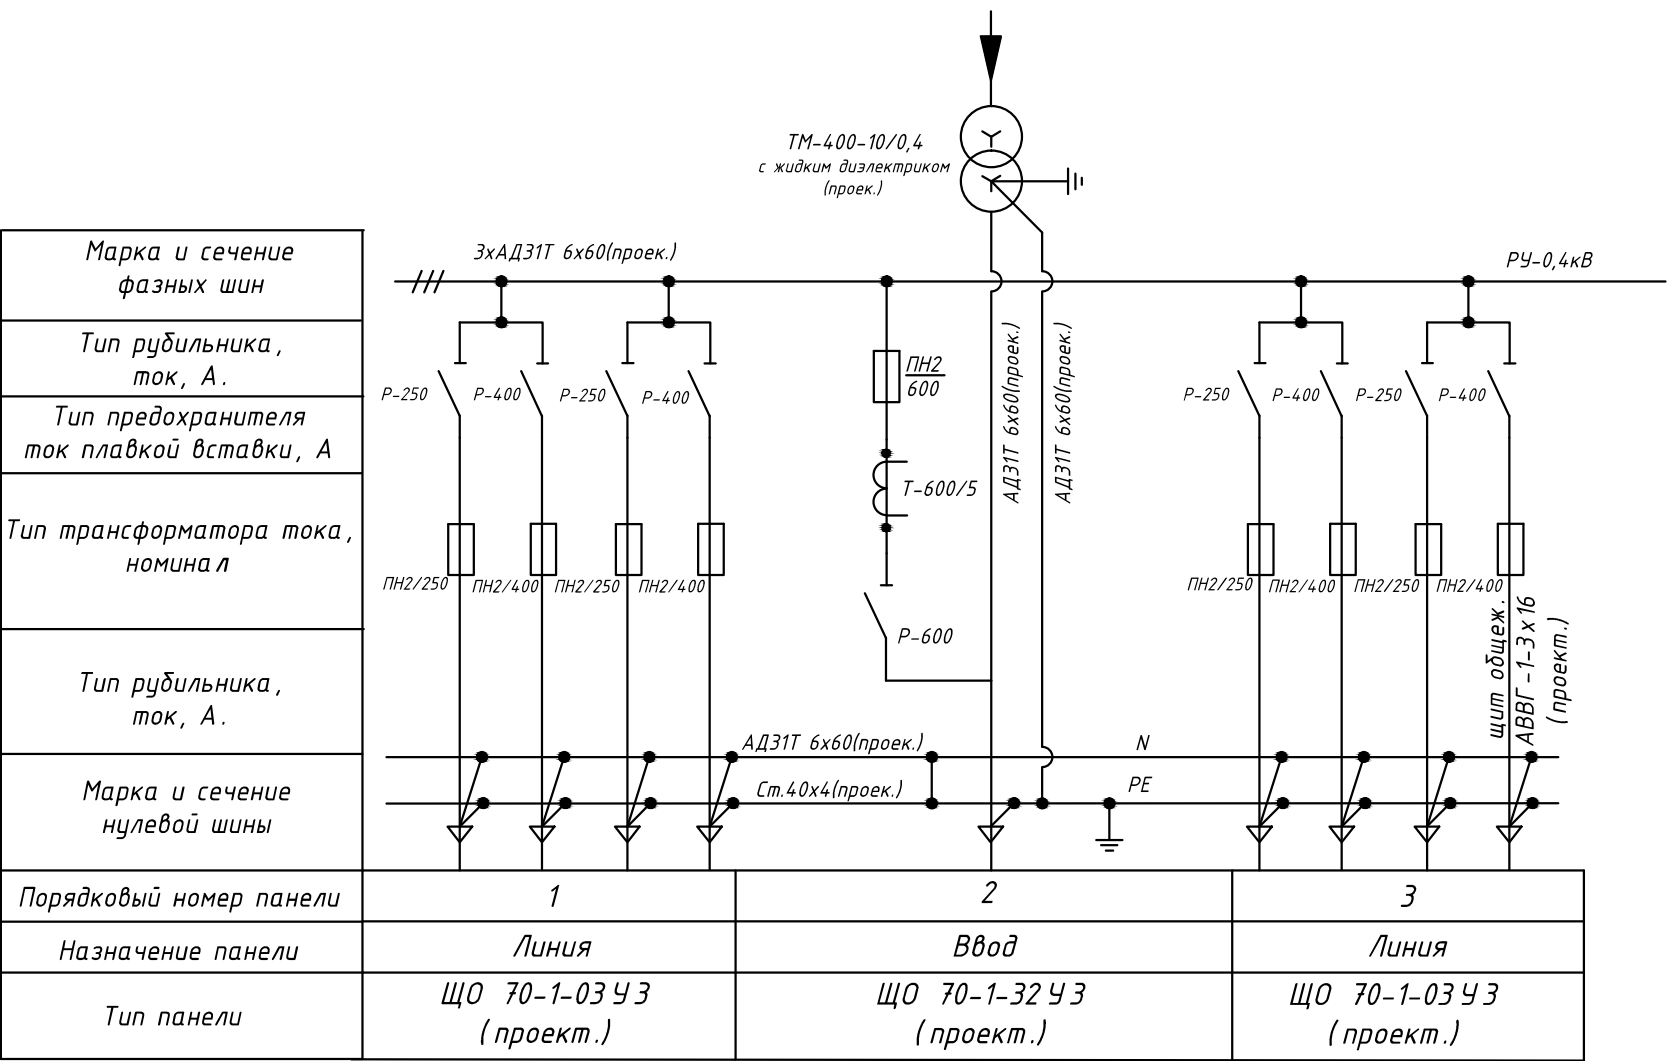 ТМ-400-10/0,4
с жидким диэлектриком
(проек.)
Марка и сечение
фазных шин
3хАД31Т 6х60(проек.)
РУ-0,4кВ
Тип рубильника,
ток, А.
Р-250
Р-400
Р-250
Р-400
ПН2
600
АД31Т 6х60(проек.)
АД31Т 6х60(проек.)
Р-250
Р-400
Р-250
Р-400
Тип предохранителя
ток плавкой вставки, А
Т-600/5
Тип трансформатора тока,
номинал
ПН2/250
ПН2/400
ПН2/250
ПН2/400
ПН2/250
ПН2/400
ПН2/250
ПН2/400
Р-600
щит общеж.
АВВГ-1-3х16
(проект.)
Тип рубильника,
ток, А.
АД31Т 6х60(проек.)
N
Марка и сечение
нулевой шины
Ст.40х4(проек.)
PE
Порядковый номер панели
1
2
3
Назначение панели
Линия
Ввод
Линия
Тип панели
ЩО 70-1-03 У3
(проект.)
ЩО 70-1-32 У3
(проект.)
ЩО 70-1-03 У3
(проект.)